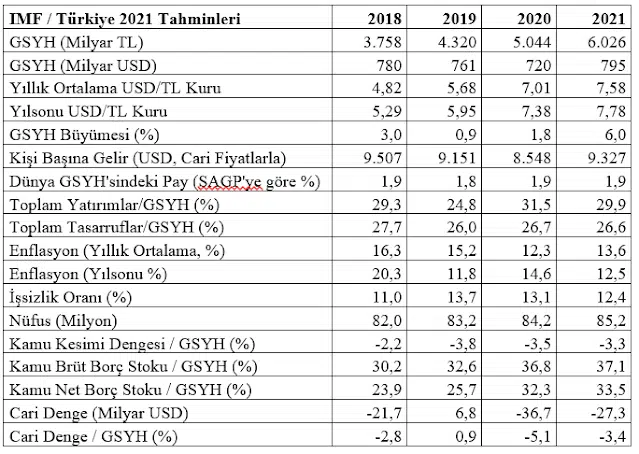 IMF / Türkiye 2021 Tahminleri 2018 2019 2020 2021
GSYH (Milyar TL) 3.758 4.320 5.044 6.026
GSYH (Milyar USD) 780 761 720 795
Yıllık Ortalama USD/TL Kuru 4,82 5,68 7,01 7,58
Yılsonu USD/TL Kuru 5,29 5,95 7,38 7,78
GSYH Büyümesi (%) 3,0 0,9 1,8 6,0
Kişi Başına Gelir (USD, Cari Fiyatlarla) 9.507 9.151 8.548 9.327
Dünya GSYH'sindeki Pay (SAGP'ye göre %) 1,9 1,8 1,9 1,9
Toplam Yatırımlar/GSYH (%) 29,3 24,8 31,5 29,9
Toplam Tasarruflar/GSYH (%) 27,7 26,0 26,7 26,6
Enflasyon (Yıllık Ortalama, %) 16,3 15,2 12,3 13,6
Enflasyon (Yılsonu %) 20,3 11,8 14,6 12,5
İşsizlik Oranı (%) 11,0 13,7 13,1 12,4
Nüfus (Milyon) 82,0 83,2 84,2 85,2
Kamu Kesimi Dengesi / GSYH (%) -2,2 -3,8 -3,5 -3,3
Kamu Brüt Borç Stoku / GSYH (%) 30,2 32,6 36,8 37,1
Kamu Net Borç Stoku / GSYH (%) 23,9 25,7 32,3 33,5
Cari Denge (Milyar USD) -21,7 6,8 -36,7 -27,3
Cari Denge / GSYH (%) -2,8 0,9 -5,1 -3,4